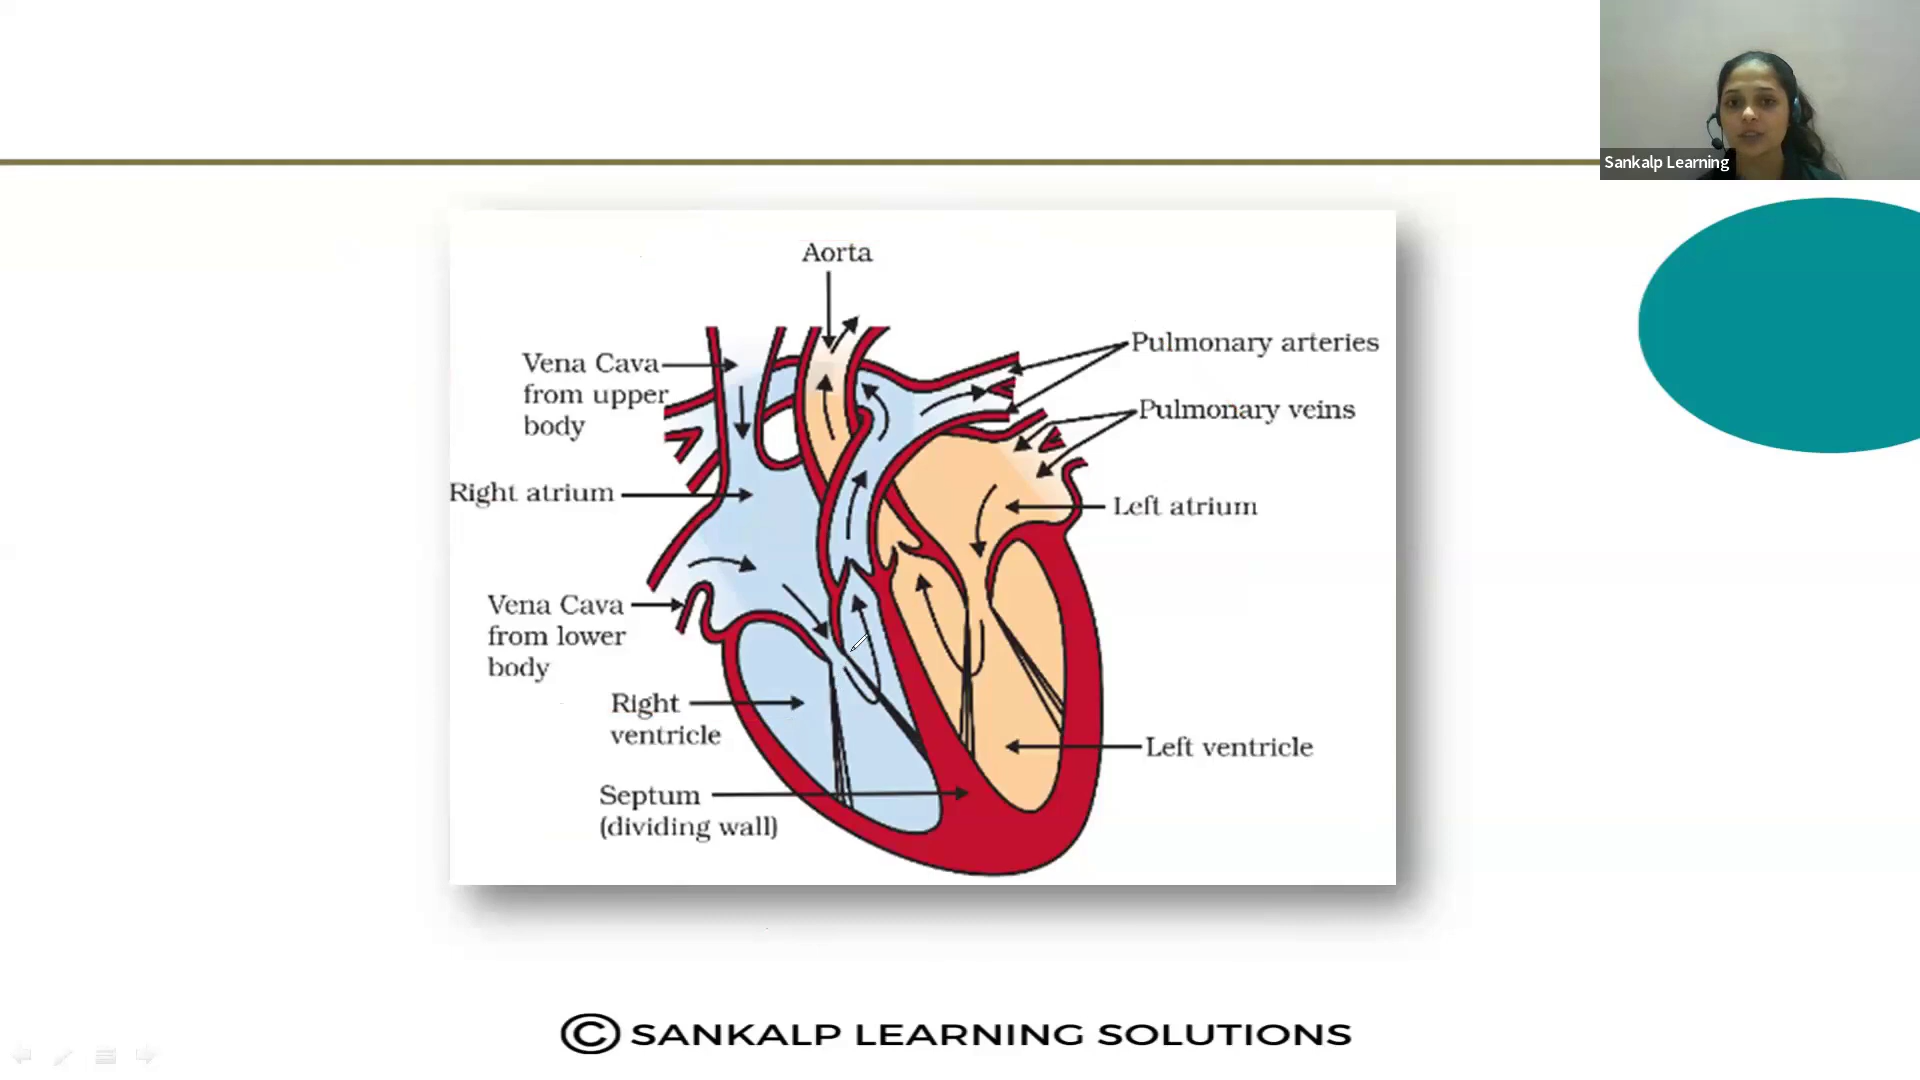 Sankalp Learning
Aorta
Pulmonary arteries
Vena Cava
from upper
body
Pulmonary veins
Right atrium
Left atrium
Vena Cava
from lower
body
Right
ventricle
Left ventricle
Septum
(dividing wall)
© SANKALP LEARNING SOLUTIONS